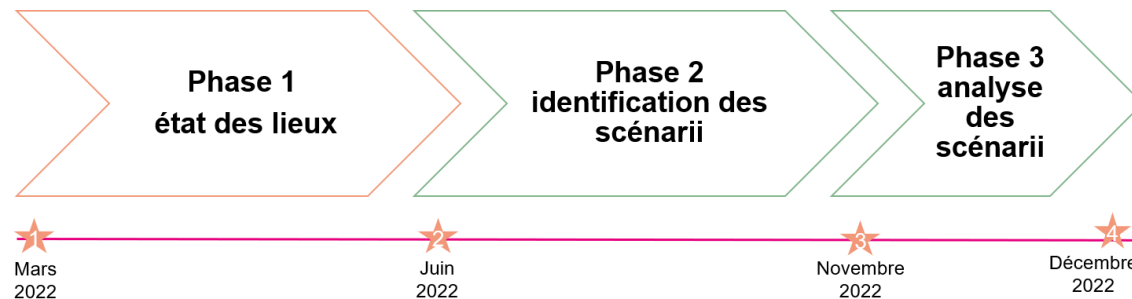 Phase 1
état des lieux
Phase 2
identification des
scénarii
Phase 3
analyse
des
scénarii
1
2
3
4
Mars
2022
Juin
2022
Novembre
2022
Décembre
2022